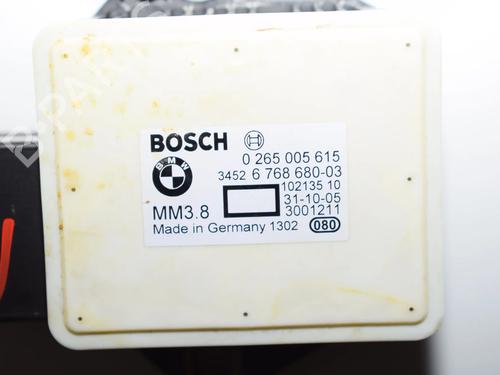 BOSCH
0 265 005 615
BMW
3452 6 768 680-03
102135 10
31-10-05
MM3.8
3001211
Made in Germany 1302
080